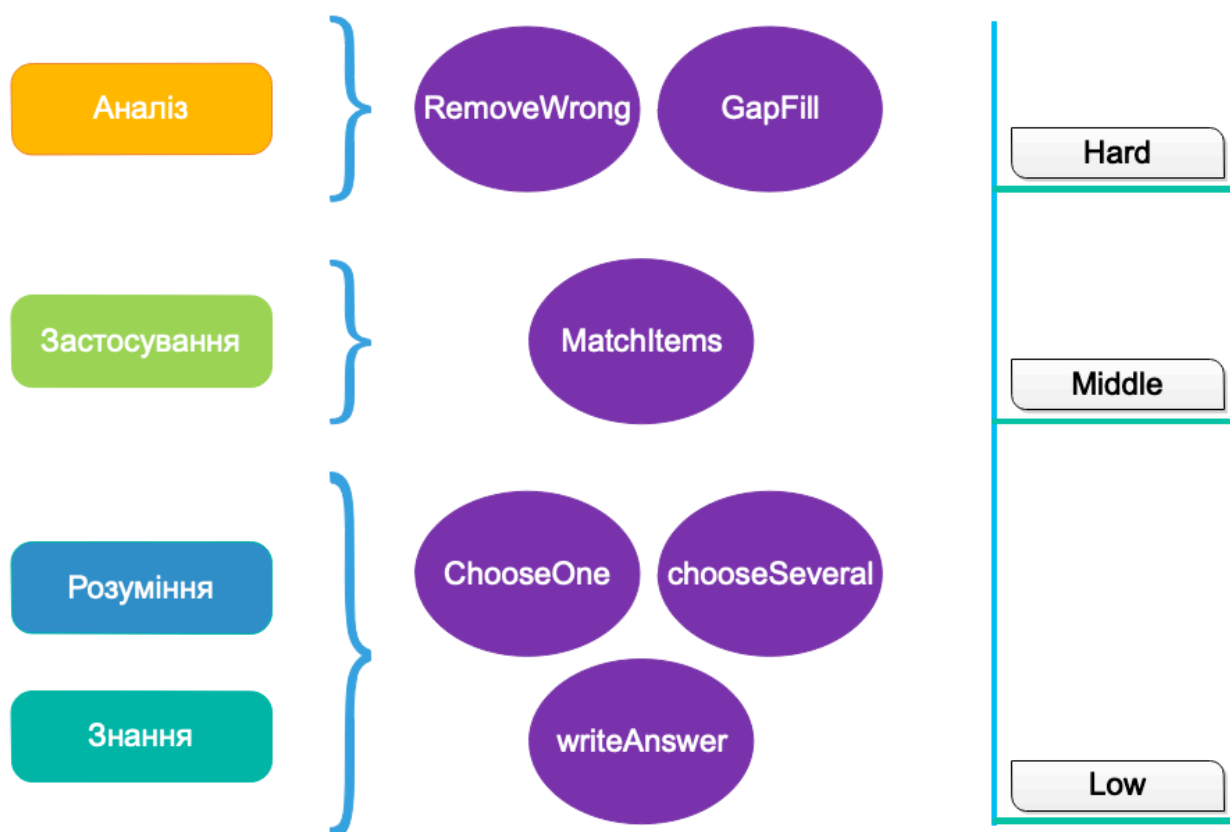 Аналіз
RemoveWrong
GapFill
Hard
Застосування
MatchItems
Middle
Розуміння
ChooseOne
chooseSeveral
Знання
writeAnswer
Low